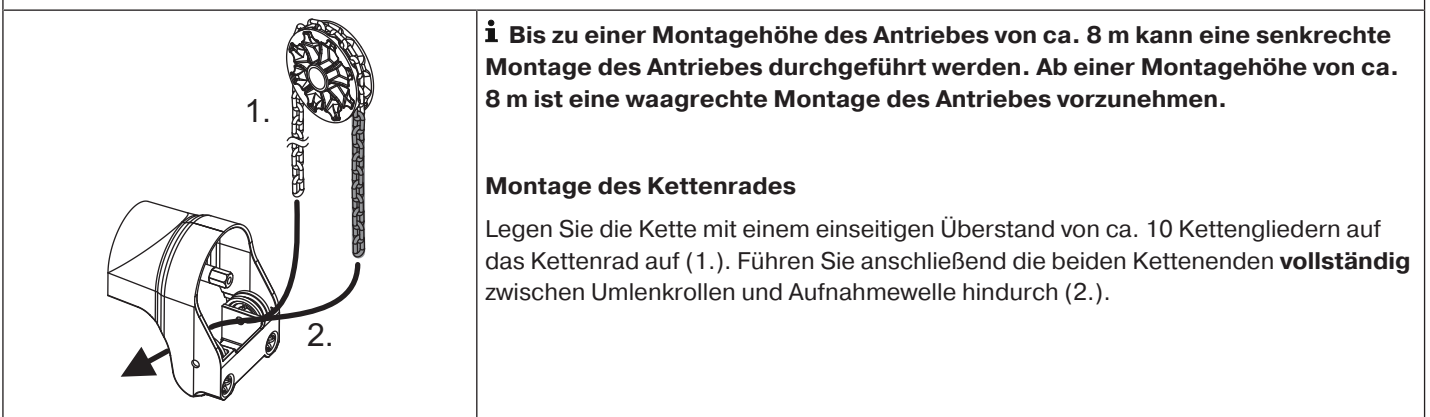 1.
2.
i Bis zu einer Montagehöhe des Antriebes von ca. 8 m kann eine senkrechte
Montage des Antriebes durchgeführt werden. Ab einer Montagehöhe von ca.
8 m ist eine waagrechte Montage des Antriebes vorzunehmen.
Montage des Kettenrades
Legen Sie die Kette mit einem einseitigen Überstand von ca. 10 Kettengliedern auf
das Kettenrad auf (1.). Führen Sie anschließend die beiden Kettenenden vollständig
zwischen Umlenkrollen und Aufnahmewelle hindurch (2.).